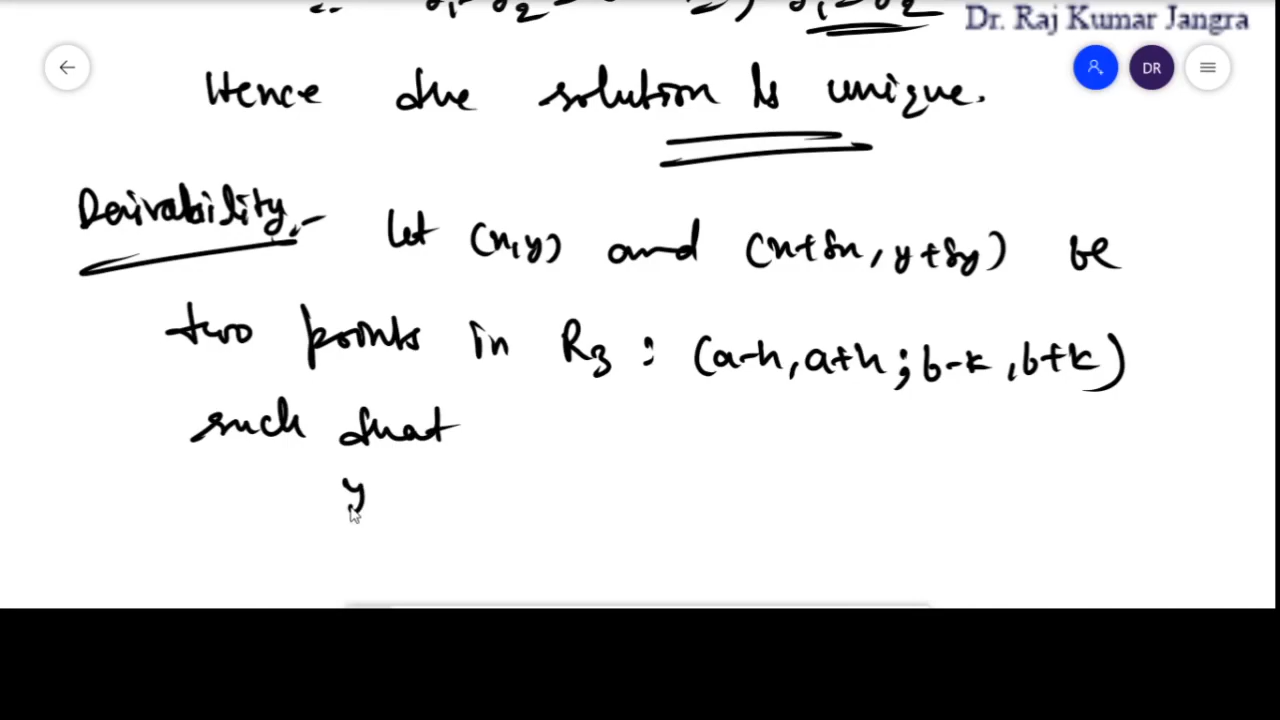 Dr. Raj Kumar Jangra
DR
Hence the solution is unique.
Derivability:- let (x,y) and (x+δx, y+δy) be
two points in R3 : (a-h, a+h ; b-k, b+k)
such that
y